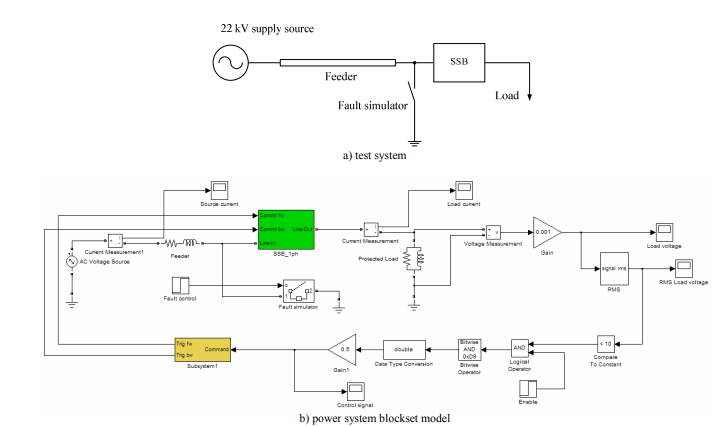 22 kV supply source
SSB
Feeder
Load
Fault simulator
a) test system
Source current
Load current
Control fw
Control bw
Line-Out
Line-in
SSB_1ph
Current Measurement1
AC Voltage Source
Feeder
Current Measurement
Protected Load
Voltage Measurement
0.001
Gain
Load voltage
signal rms
RMS
RMS Load voltage
Fault control
Fault simulator
Trig fw
Trig bw
Command
Subsystem1
0.5
Gain1
Control signal
double
Data Type Conversion
Bitwise
AND
0xD9
Bitwise
Operator
AND
Logical
Operator
Enable
< 10
Compare
To Constant
b) power system blockset model